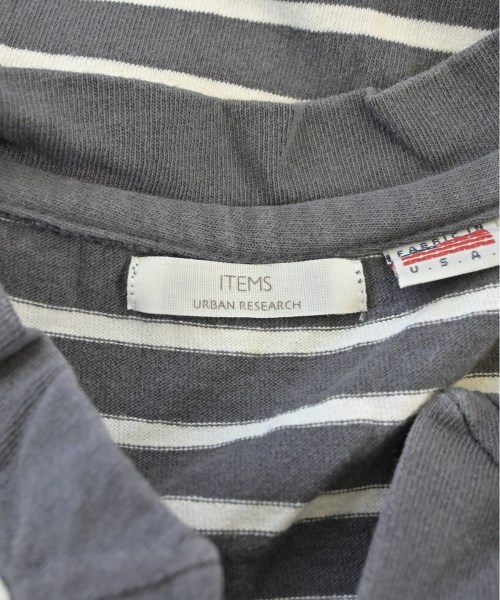 ITEMS
URBAN RESEARCH
FABRIC IN
U.S.A.